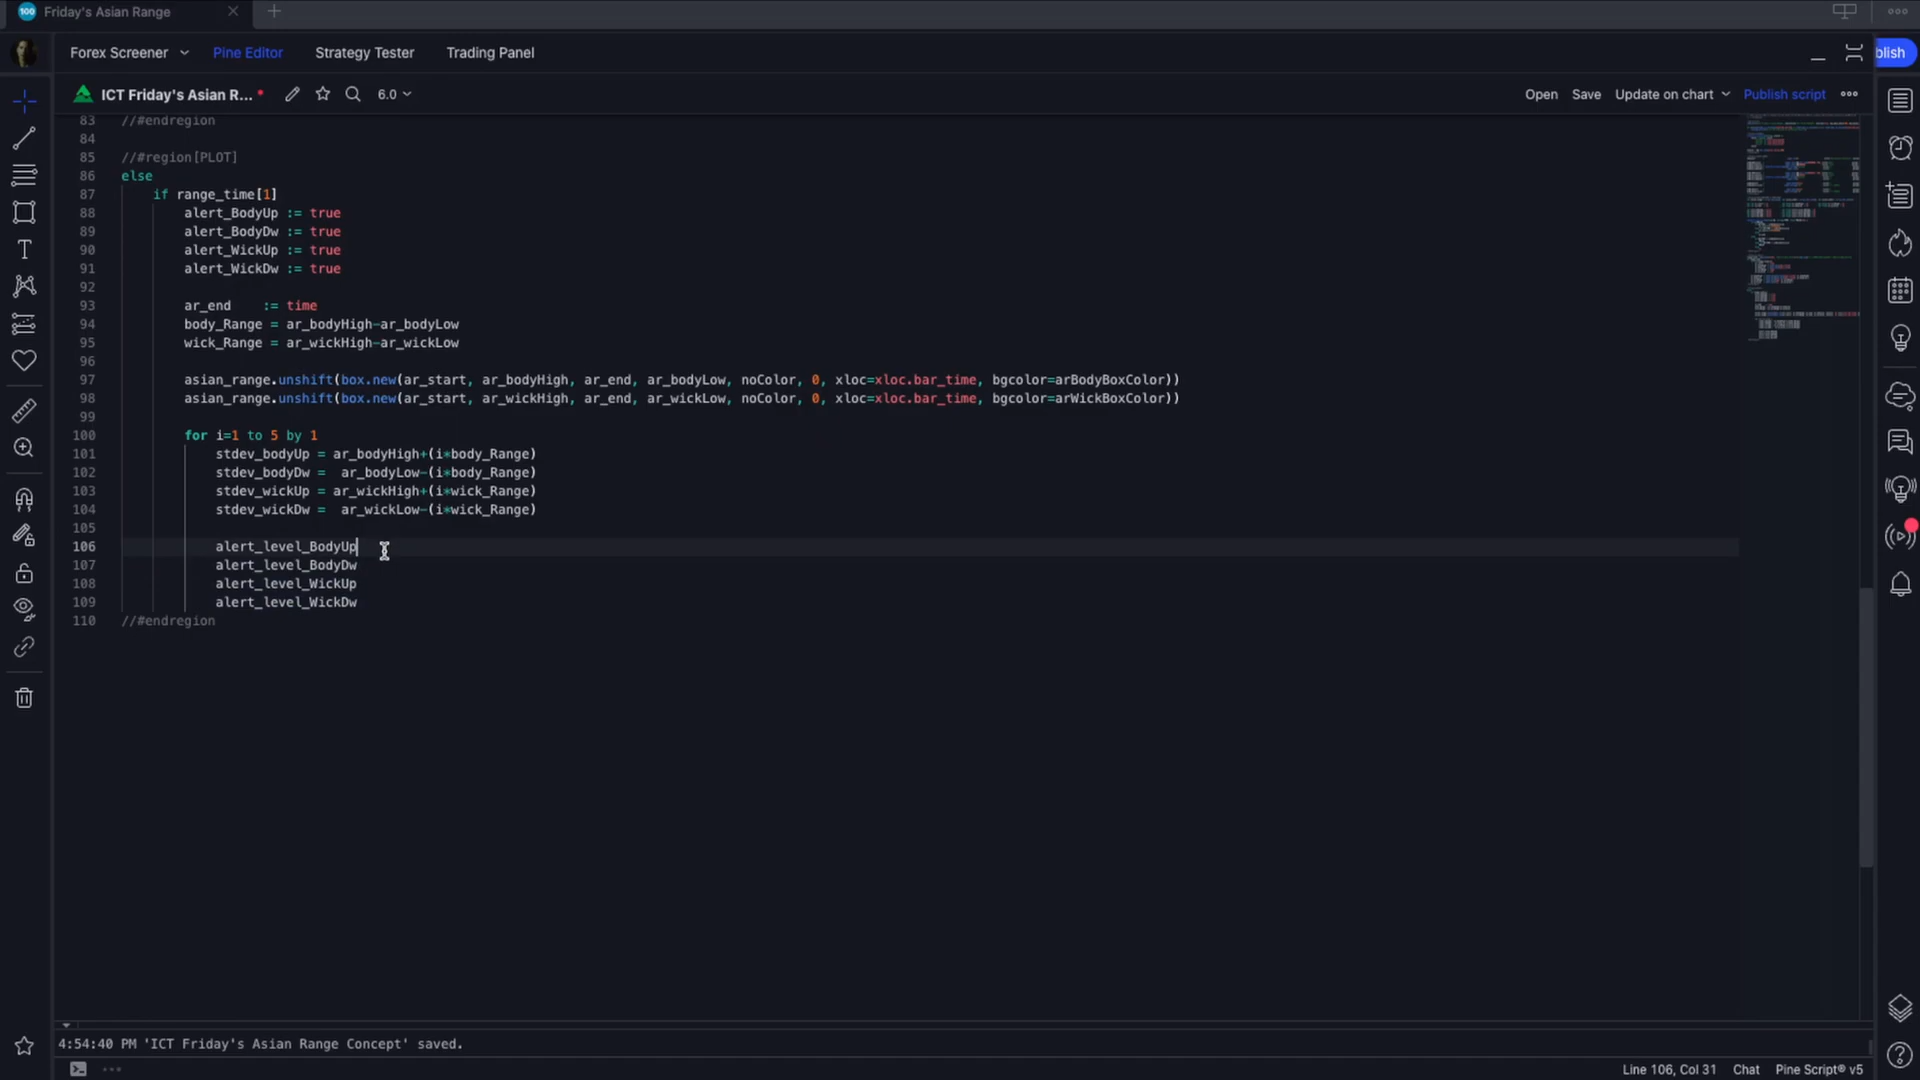 100 Friday's Asian Range
Forex Screener Pine Editor Strategy Tester Trading Panel
blish
ICT Friday's Asian R... * 6.0
Open Save Update on chart Publish script
83 //#endregion
84
85 //#region[PLOT]
86 else
87 if range_time[1]
88 alert_BodyUp := true
89 alert_BodyDw := true
90 alert_WickUp := true
91 alert_WickDw := true
92
93 ar_end    := time
94 body_Range = ar_bodyHigh-ar_bodyLow
95 wick_Range = ar_wickHigh-ar_wickLow
96
97 asian_range.unshift(box.new(ar_start, ar_bodyHigh, ar_end, ar_bodyLow, noColor, 0, xloc=xloc.bar_time, bgcolor=arBodyBoxColor))
98 asian_range.unshift(box.new(ar_start, ar_wickHigh, ar_end, ar_wickLow, noColor, 0, xloc=xloc.bar_time, bgcolor=arWickBoxColor))
99
100 for i=1 to 5 by 1
101 stdev_bodyUp = ar_bodyHigh+(i*body_Range)
102 stdev_bodyDw =  ar_bodyLow-(i*body_Range)
103 stdev_wickUp = ar_wickHigh+(i*wick_Range)
104 stdev_wickDw =  ar_wickLow-(i*wick_Range)
105
106 alert_level_BodyUp
107 alert_level_BodyDw
108 alert_level_WickUp
109 alert_level_WickDw
110 //#endregion
4:54:40 PM 'ICT Friday's Asian Range Concept' saved.
Line 106, Col 31 Chat Pine Script® v5